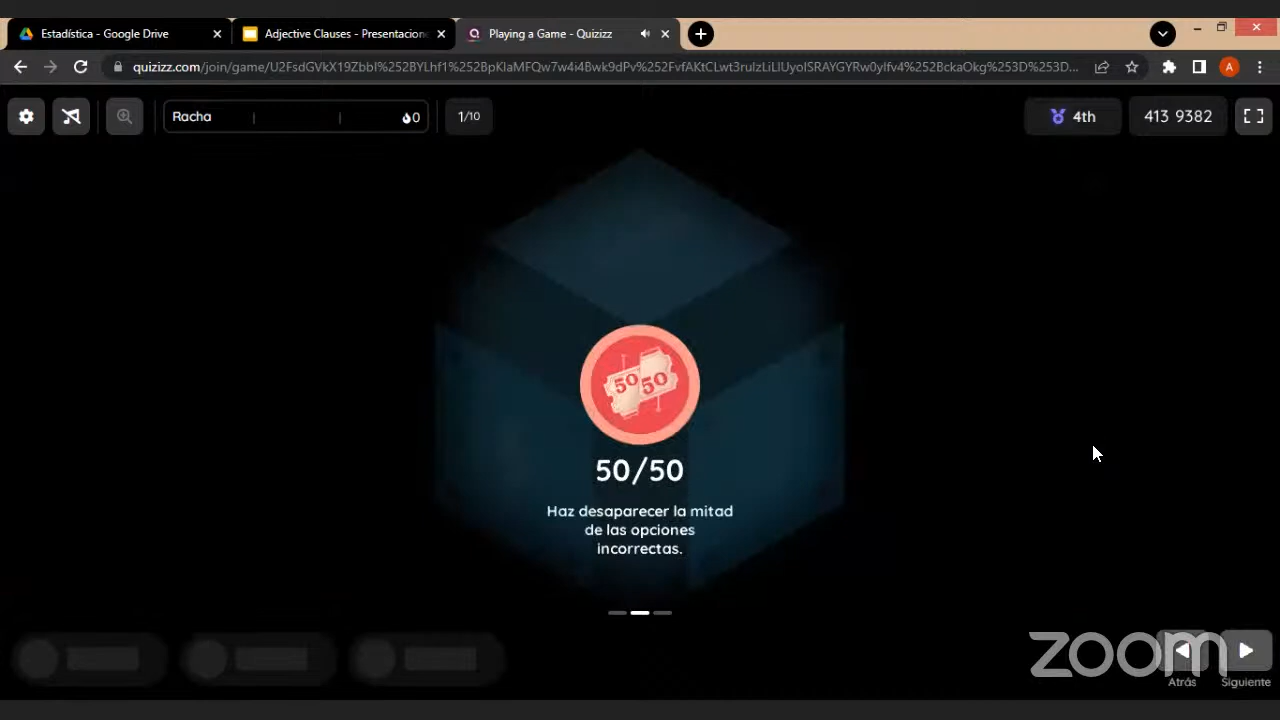 Estadística - Google Drive
Adjective Clauses - Presentacion
Playing a Game - Quizizz
quizizz.com/join/game/U2FsdGVkX19Zbbl%252BYLhf1%252BpKlaMFQw7w4i4Bwk9dPv%252FvfAKtCLwt3rulzLiLlUyolSRAYGYRw0ylfv4%252BckaOkg%253D%253D...
A
Racha
0
1/10
4th
413 9382
50 50
50/50
Haz desaparecer la mitad
de las opciones
incorrectas.
zoom
Atrás
Siguiente